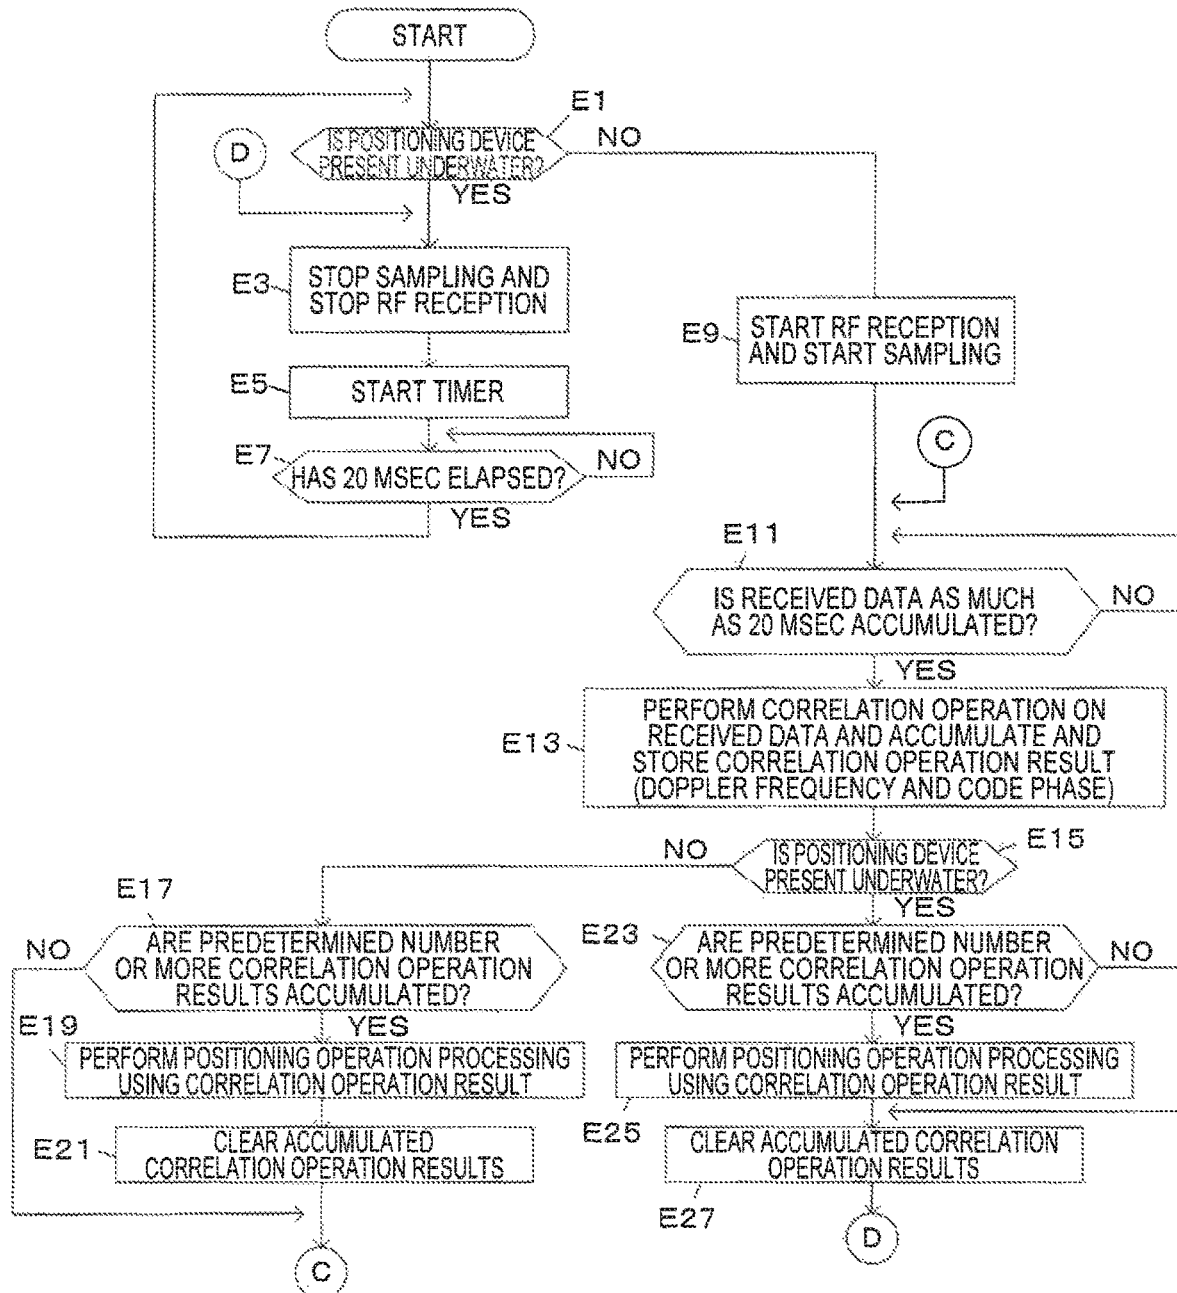 START
E1
IS POSITIONING DEVICE
PRESENT UNDERWATER?
NO
D
YES
E3
STOP SAMPLING AND
STOP RF RECEPTION
E9
START RF RECEPTION
AND START SAMPLING
E5
START TIMER
C
E7
HAS 20 MSEC ELAPSED?
NO
YES
E11
IS RECEIVED DATA AS MUCH
AS 20 MSEC ACCUMULATED?
NO
YES
E13
PERFORM CORRELATION OPERATION ON
RECEIVED DATA AND ACCUMULATE AND
STORE CORRELATION OPERATION RESULT
(DOPPLER FREQUENCY AND CODE PHASE)
E15
NO
IS POSITIONING DEVICE
PRESENT UNDERWATER?
YES
E17
ARE PREDETERMINED NUMBER
OR MORE CORRELATION OPERATION
RESULTS ACCUMULATED?
NO
YES
E23
ARE PREDETERMINED NUMBER
OR MORE CORRELATION OPERATION
RESULTS ACCUMULATED?
NO
YES
E19
PERFORM POSITIONING OPERATION PROCESSING
USING CORRELATION OPERATION RESULT
PERFORM POSITIONING OPERATION PROCESSING
USING CORRELATION OPERATION RESULT
E25
E21
CLEAR ACCUMULATED
CORRELATION OPERATION RESULTS
CLEAR ACCUMULATED CORRELATION
OPERATION RESULTS
E27
C
D